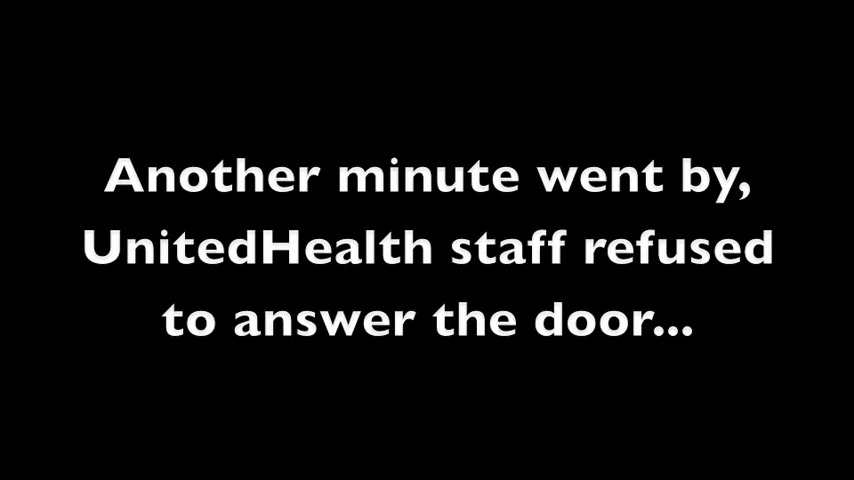 Another minute went by,
UnitedHealth staff refused
to answer the door...